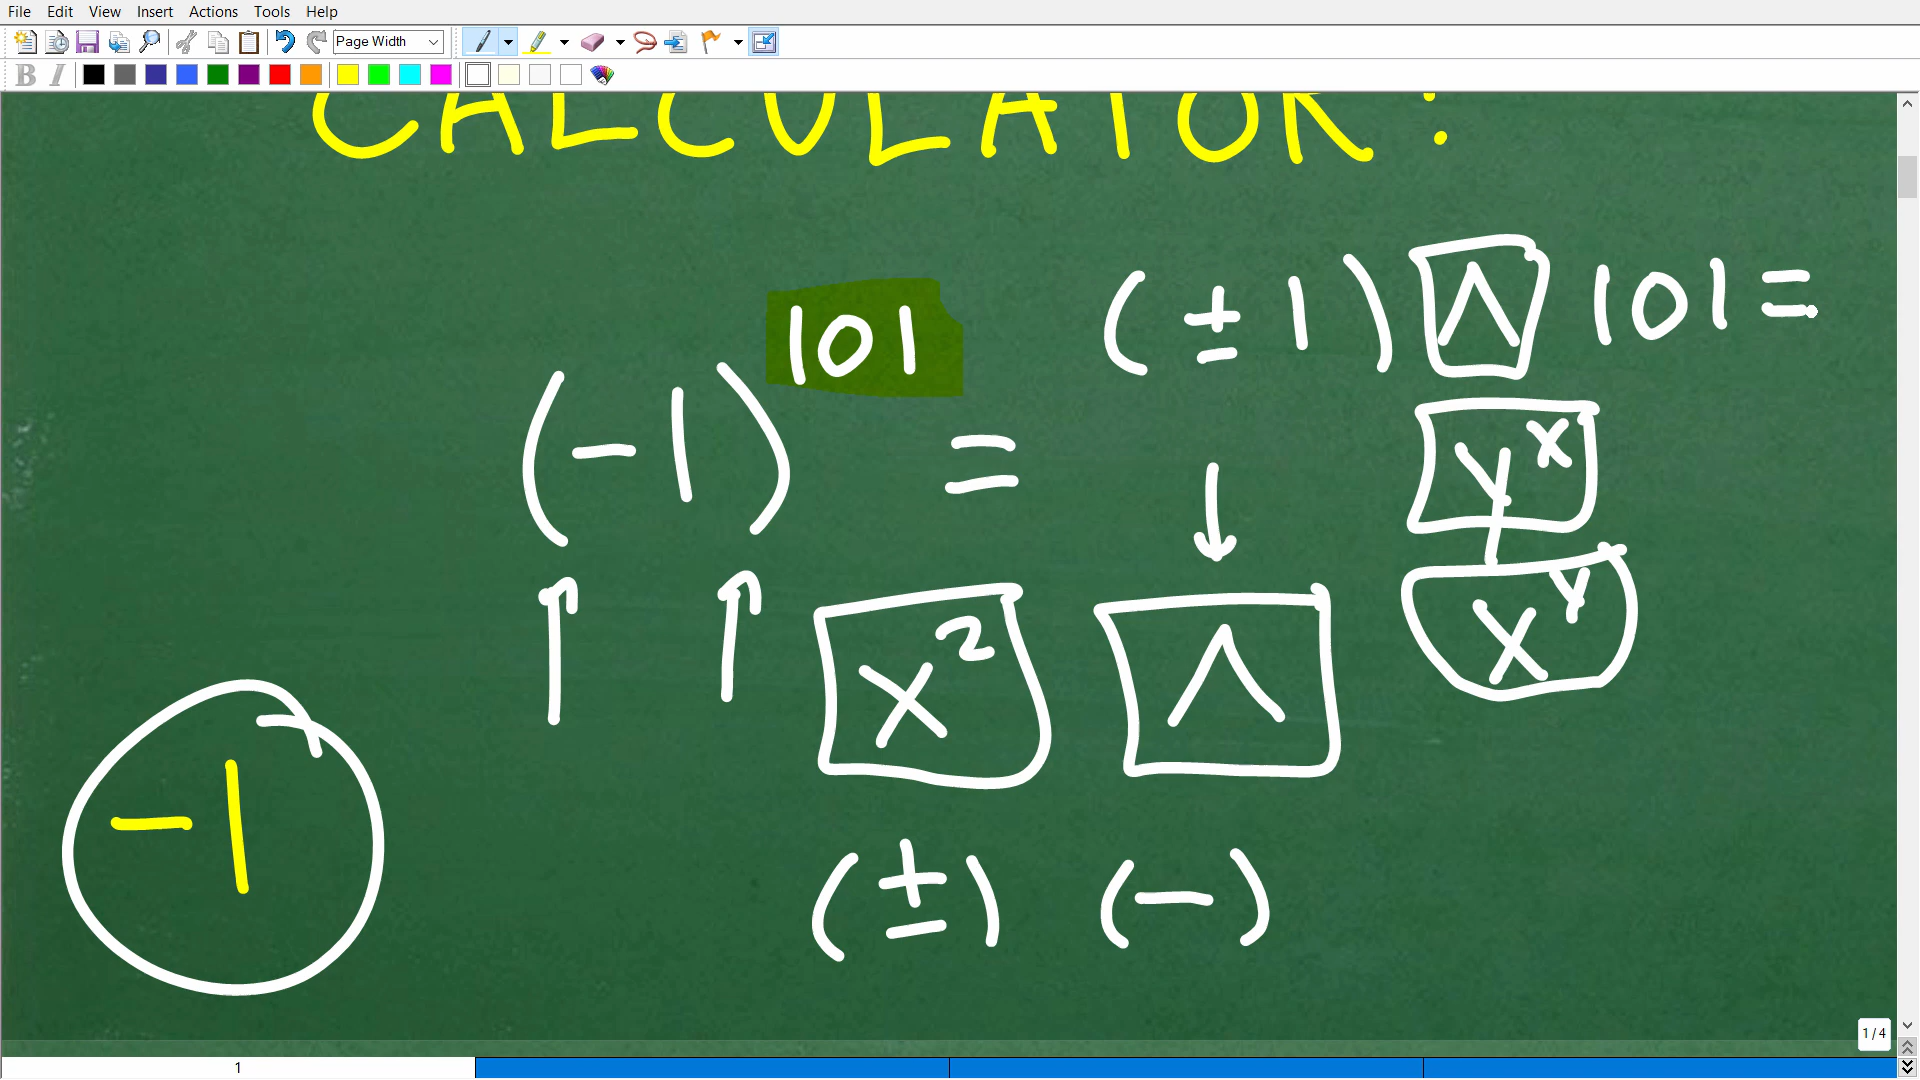 File Edit View Insert Actions Tools Help
Page Width
B I
CALCULATOR?
(-1)^101 =
(± 1) ∧ 101 =
y^x
x^y
x² ∧
-1
(±) (-)
1 / 4
1